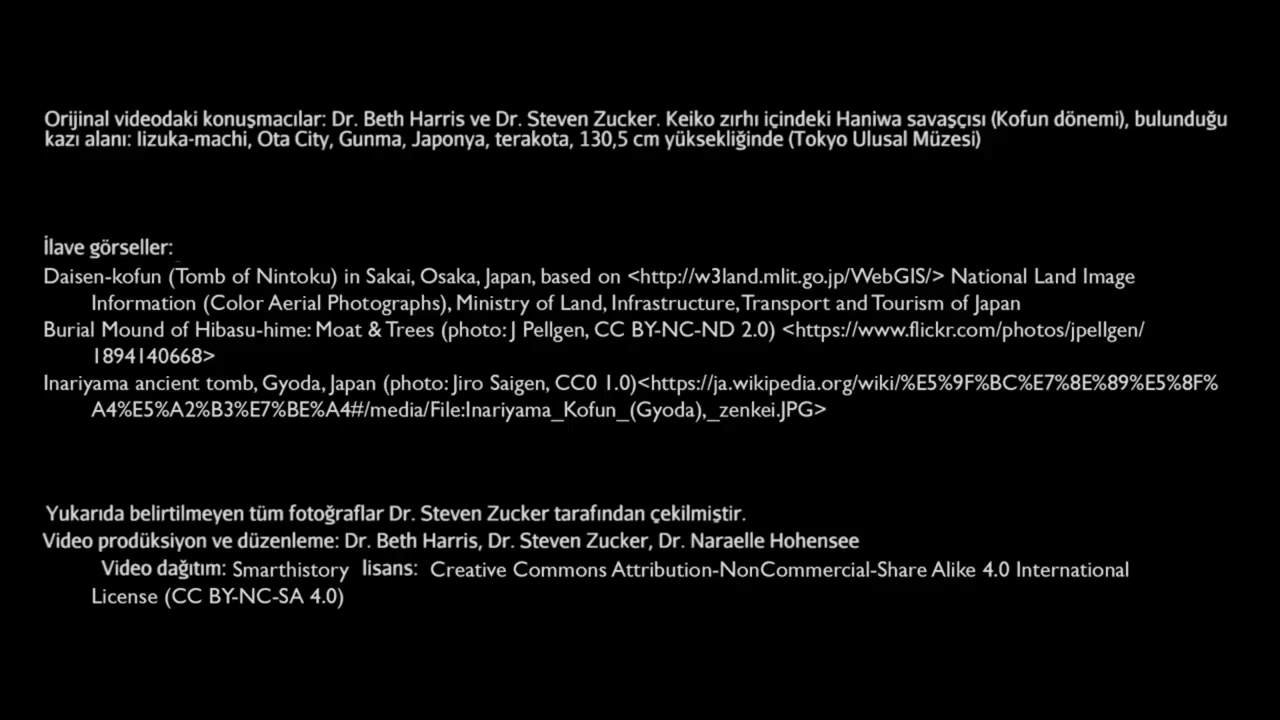 Orijinal videodaki konuşmacılar: Dr. Beth Harris ve Dr. Steven Zucker. Keiko zırhı içindeki Haniwa savaşçısı (Kofun dönemi), bulunduğu
kazı alanı: Iizuka-machi, Ota City, Gunma, Japonya, terakota, 130,5 cm yüksekliğinde (Tokyo Ulusal Müzesi)
İlave görseller:
Daisen-kofun (Tomb of Nintoku) in Sakai, Osaka, Japan, based on <http://w3land.mlit.go.jp/WebGIS/> National Land Image
Information (Color Aerial Photographs), Ministry of Land, Infrastructure, Transport and Tourism of Japan
Burial Mound of Hibasu-hime: Moat & Trees (photo: J Pellgen, CC BY-NC-ND 2.0) <https://www.flickr.com/photos/jpellgen/
1894140668>
Inariyama ancient tomb, Gyoda, Japan (photo: Jiro Saigen, CC0 1.0)<https://ja.wikipedia.org/wiki/%E5%9F%BC%E7%8E%89%E5%8F%
A4%E5%A2%B3%E7%BE%A4#/media/File:Inariyama_Kofun_(Gyoda),_zenkei.JPG>
Yukarıda belirtilmeyen tüm fotoğraflar Dr. Steven Zucker tarafından çekilmiştir.
Video prodüksiyon ve düzenleme: Dr. Beth Harris, Dr. Steven Zucker, Dr. Naraelle Hohensee
Video dağıtım: Smarthistory lisans: Creative Commons Attribution-NonCommercial-Share Alike 4.0 International
License (CC BY-NC-SA 4.0)